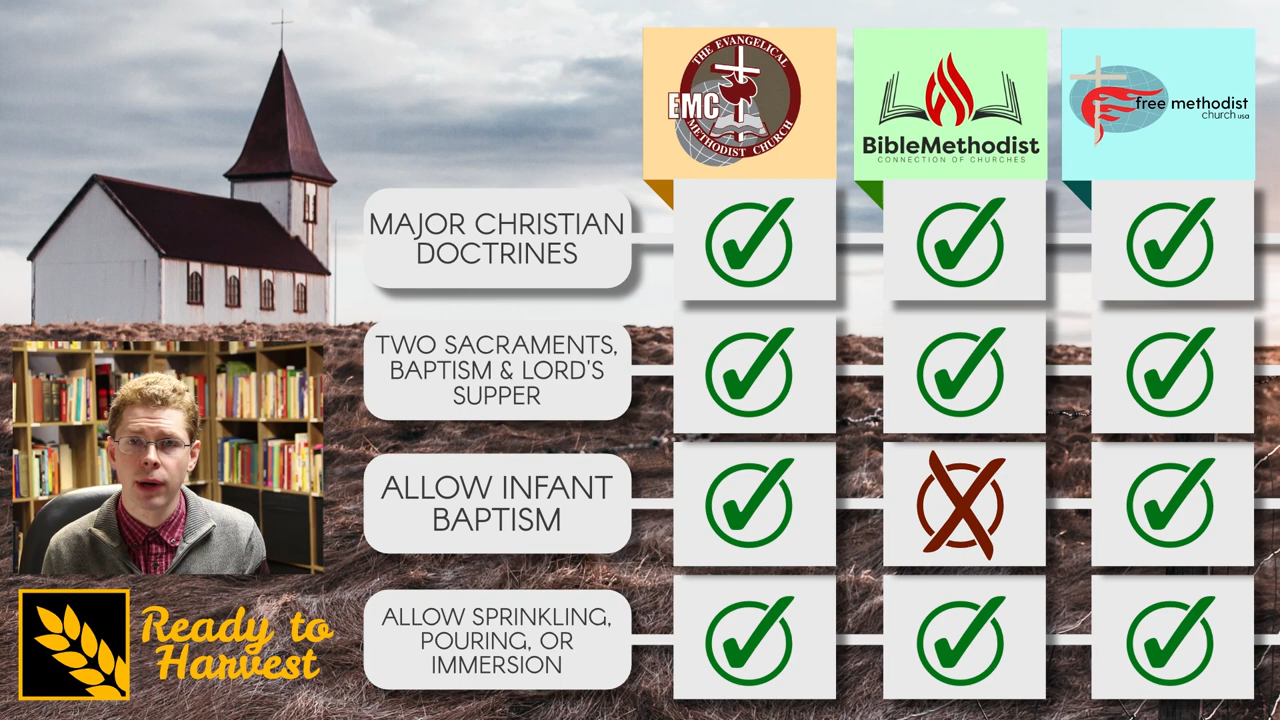 THE EVANGELICAL
EMC
METHODIST CHURCH
BibleMethodist
CONNECTION OF CHURCHES
free methodist
church usa
MAJOR CHRISTIAN
DOCTRINES
TWO SACRAMENTS,
BAPTISM & LORD'S
SUPPER
ALLOW INFANT
BAPTISM
ALLOW SPRINKLING,
POURING, OR
IMMERSION
Ready to
Harvest